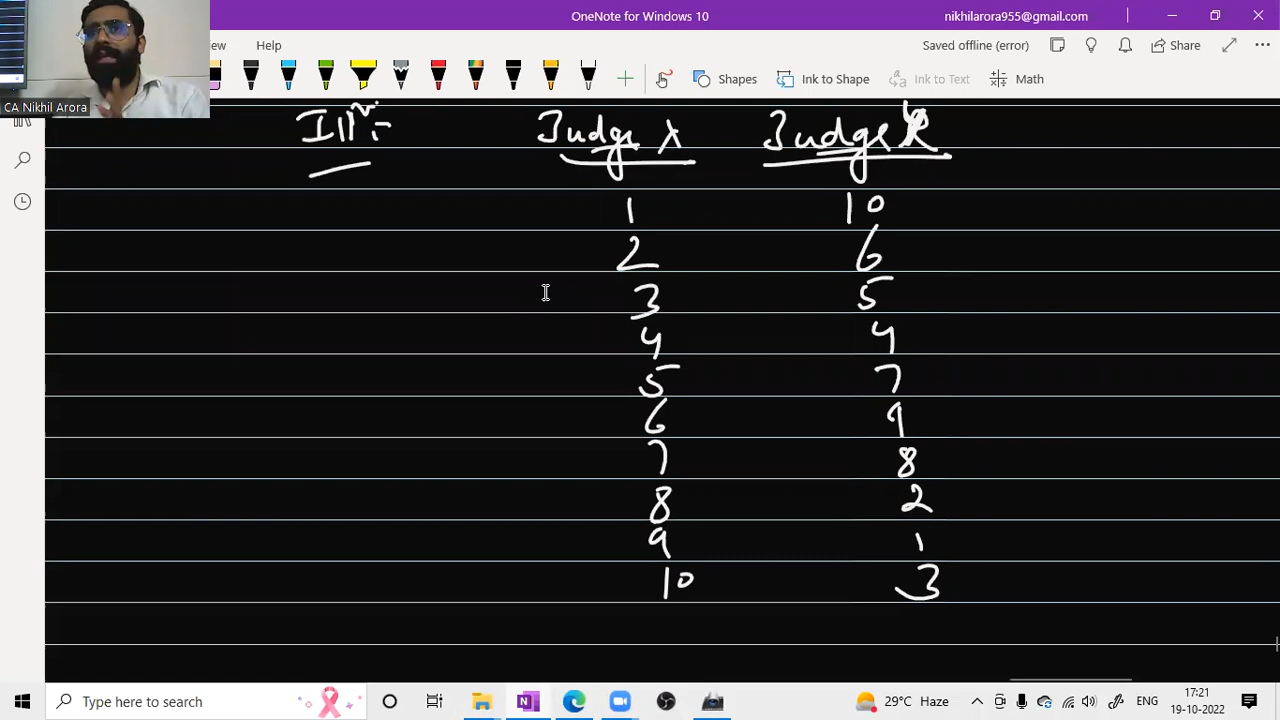 OneNote for Windows 10
nikhilarora955@gmail.com
Help
Saved offline (error)
Share
Shapes
Ink to Shape
Ink to Text
Math
CA Nikhil Arora
Judge X Judge
1 10
2 6
3 5
4 4
5 7
6 9
7 8
8 2
9 1
10 3
Type here to search
29°C Haze
ENG
17:21
19-10-2022